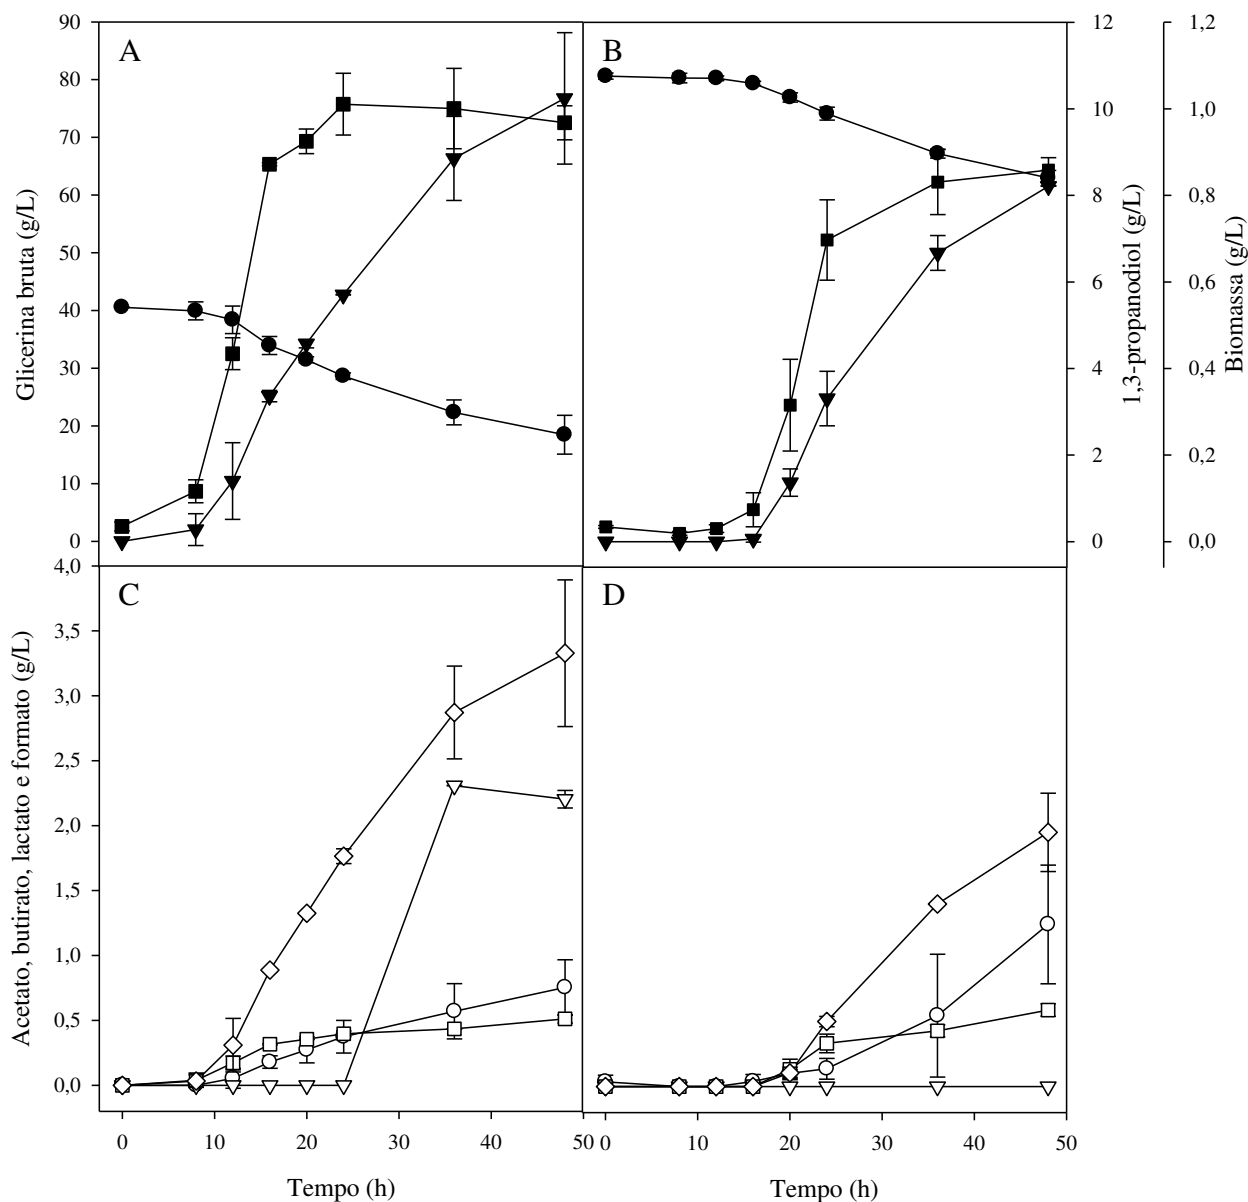 A
90
80
70
60
50
40
30
20
10
0
Glicerina bruta (g/L)
B
12
10
8
6
4
2
0
1,3-propanodiol (g/L)
1,2
1,0
0,8
0,6
0,4
0,2
0,0
Biomassa (g/L)
C
4,0
3,5
3,0
2,5
2,0
1,5
1,0
0,5
0,0
Acetato, butirato, lactato e formato (g/L)
0 10 20 30 40 50
Tempo (h)
D
0 10 20 30 40 50
Tempo (h)